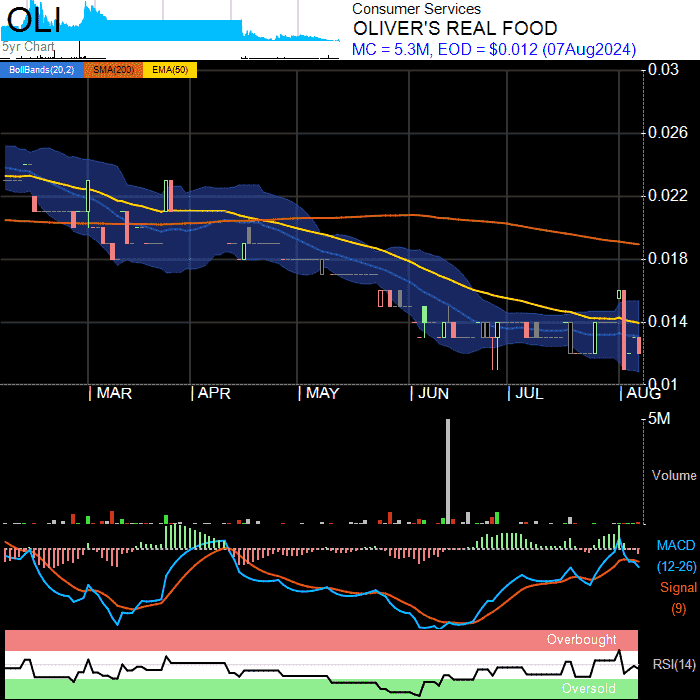 OLI
5yr Chart
Consumer Services
OLIVER'S REAL FOOD
MC = 5.3M, EOD = $0.012 (07Aug2024)
BollBands(20,2) SMA(200) EMA(50)
0.03
0.026
0.022
0.018
0.014
0.01
MAR APR MAY JUN JUL AUG
5M
Volume
MACD
(12-26)
Signal
(9)
Overbought
RSI(14)
Oversold